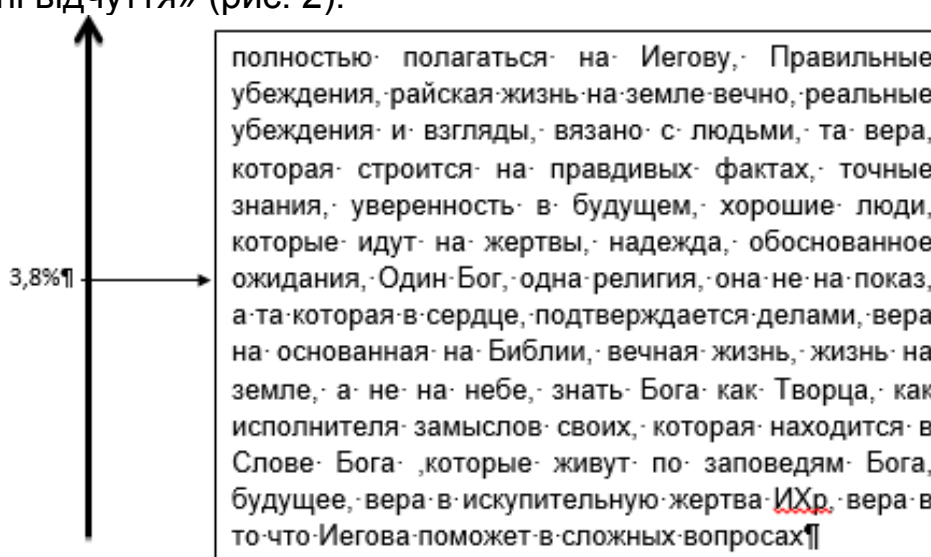 ні відчуття» (рис. 2).
полностью полагаться на Иегову, Правильные
убеждения, райская жизнь на земле вечно, реальные
убеждения и взгляды, вязано с людьми, та вера,
которая строится на правдивых фактах, точные
знания, уверенность в будущем, хорошие люди,
которые идут на жертвы, надежда, обоснованное
3,8%¶
ожидания, Один Бог, одна религия, она не на показ,
а та которая в сердце, подтверждается делами, вера
на основанная на Библии, вечная жизнь, жизнь на
земле, а не на небе, знать Бога как Творца, как
исполнителя замыслов своих, которая находится в
Слове Бога ,которые живут по заповедям Бога,
будущее, вера в искупительную жертва ИХр, вера в
то что Иегова поможет в сложных вопросах¶